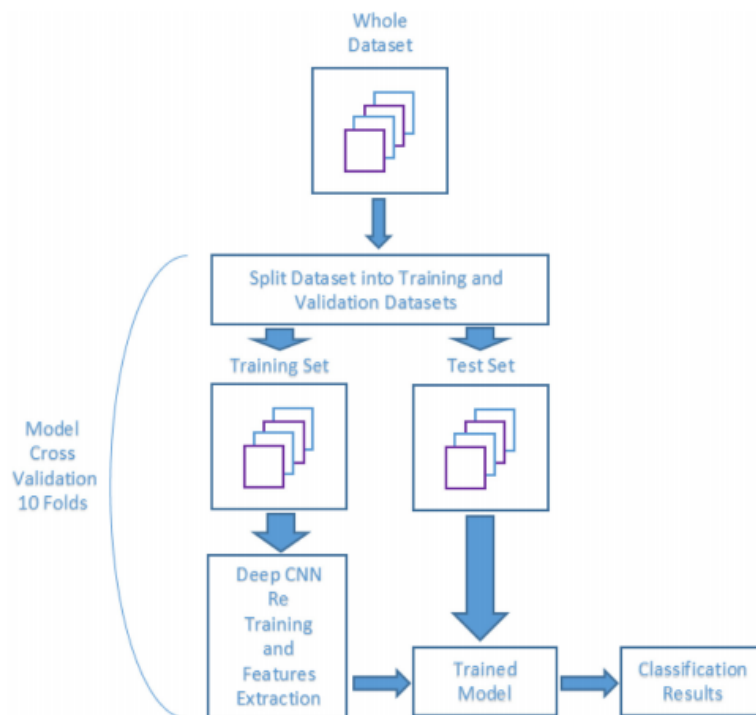 Whole
Dataset
Split Dataset into Training and
Validation Datasets
Training Set
Test Set
Model
Cross
Validation
10 Folds
Deep CNN
Re
Training
and
Features
Extraction
Trained
Model
Classification
Results